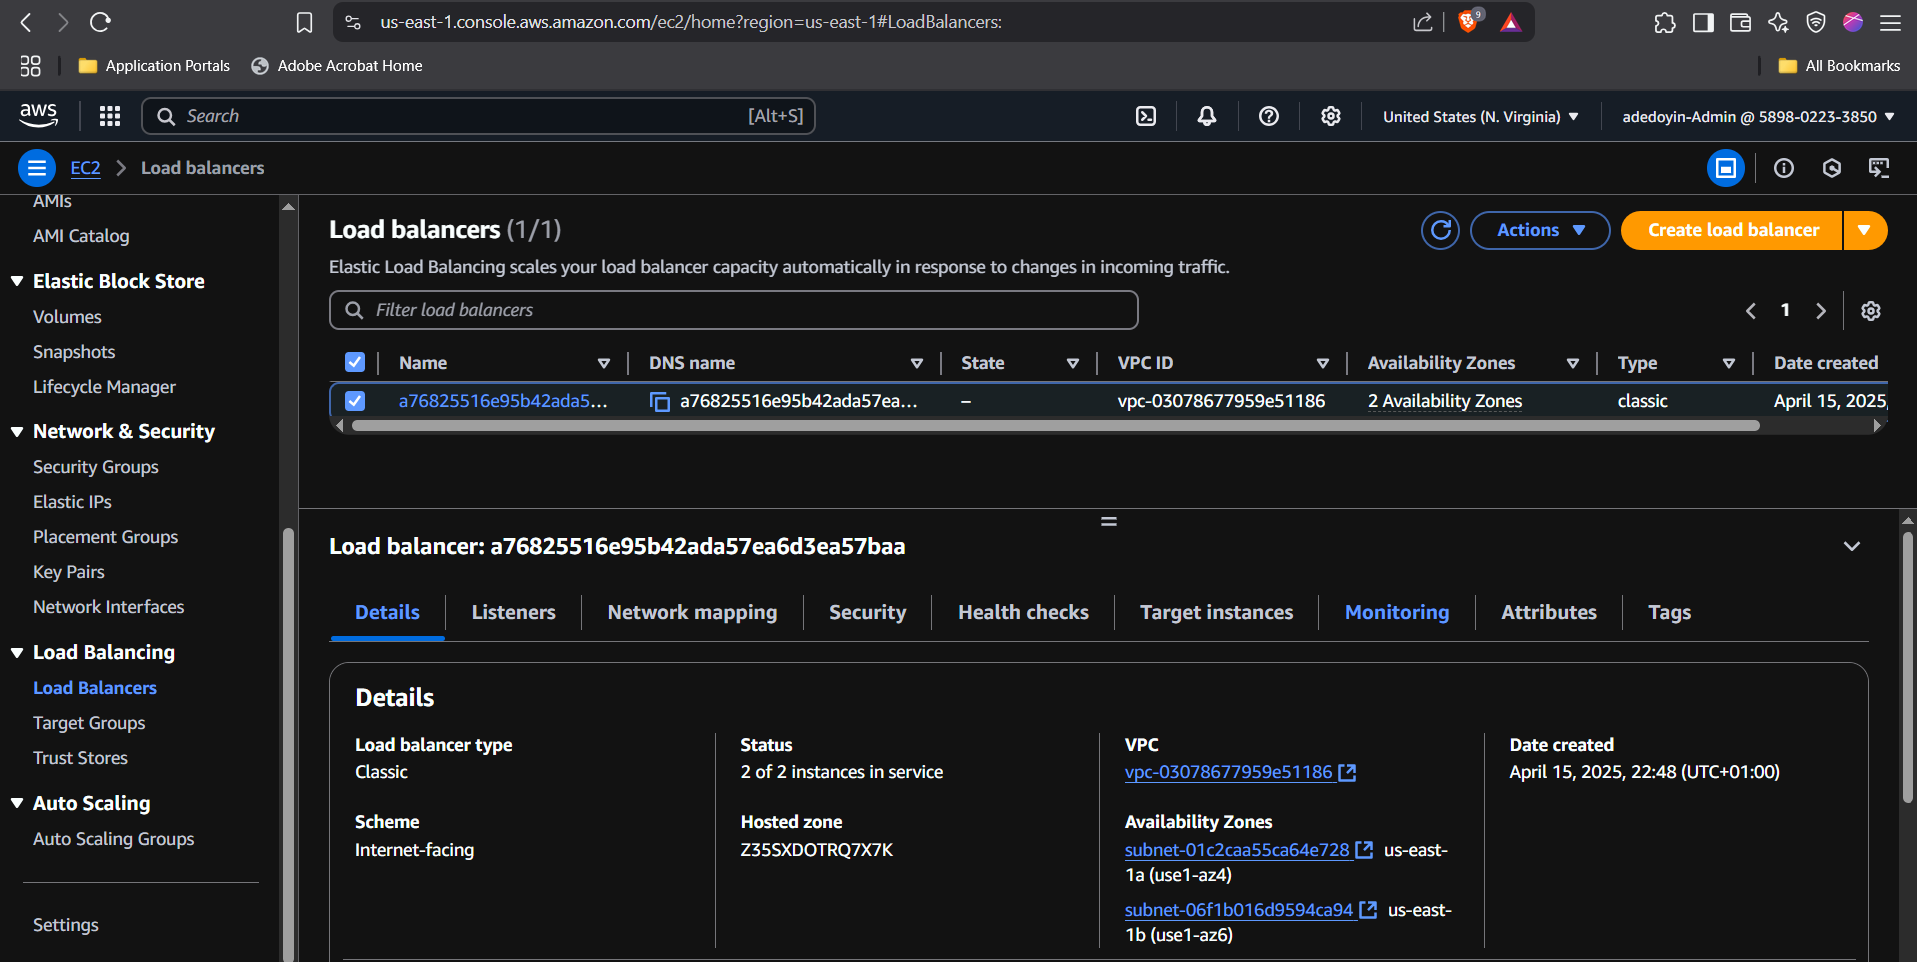 us-east-1.console.aws.amazon.com/ec2/home?region=us-east-1#LoadBalancers:
9
Application Portals
Adobe Acrobat Home
All Bookmarks
aws
Search
[Alt+S]
United States (N. Virginia)
adedoyin-Admin @ 5898-0223-3850
EC2
Load balancers
AMIs
AMI Catalog
Elastic Block Store
Volumes
Snapshots
Lifecycle Manager
Network & Security
Security Groups
Elastic IPs
Placement Groups
Key Pairs
Network Interfaces
Load Balancing
Load Balancers
Target Groups
Trust Stores
Auto Scaling
Auto Scaling Groups
Settings
Load balancers (1/1)
Actions
Create load balancer
Elastic Load Balancing scales your load balancer capacity automatically in response to changes in incoming traffic.
Filter load balancers
1
Name DNS name State VPC ID Availability Zones Type Date created
a76825516e95b42ada5... a76825516e95b42ada57ea... – vpc-03078677959e51186 2 Availability Zones classic April 15, 2025,
Load balancer: a76825516e95b42ada57ea6d3ea57baa
Details Listeners Network mapping Security Health checks Target instances Monitoring Attributes Tags
Details
Load balancer type
Classic
Scheme
Internet-facing
Status
2 of 2 instances in service
Hosted zone
Z35SXDOTRQ7X7K
VPC
vpc-03078677959e51186
Availability Zones
subnet-01c2caa55ca64e728 us-east-
1a (use1-az4)
subnet-06f1b016d9594ca94 us-east-
1b (use1-az6)
Date created
April 15, 2025, 22:48 (UTC+01:00)